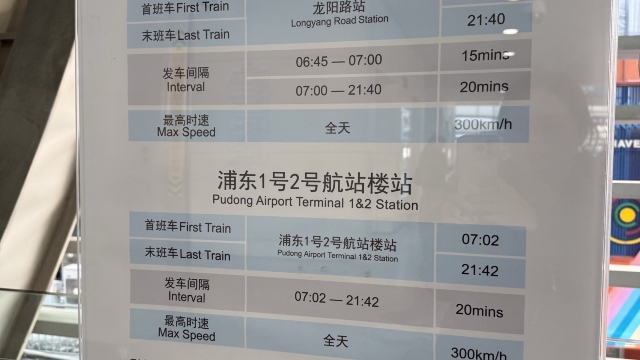 首班车First Train
龙阳路站
Longyang Road Station
末班车Last Train
21:40
发车间隔
Interval
06:45 — 07:00
15mins
07:00 — 21:40
20mins
最高时速
Max Speed
全天
300km/h
浦东1号2号航站楼站
Pudong Airport Terminal 1&2 Station
首班车First Train
浦东1号2号航站楼站
Pudong Airport Terminal 1&2 Station
07:02
末班车Last Train
21:42
发车间隔
Interval
07:02 — 21:42
20mins
最高时速
Max Speed
全天
300km/h